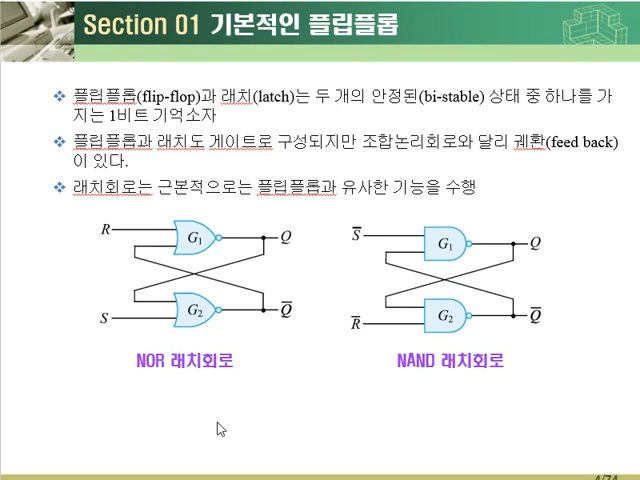 Section 01 기본적인 플립플롭
❖ 플립플롭(flip-flop)과 래치(latch)는 두 개의 안정된(bi-stable) 상태 중 하나를 가
지는 1비트 기억소자
❖ 플립플롭과 래치도 게이트로 구성되지만 조합논리회로와 달리 궤환(feed back)
이 있다.
❖ 래치회로는 근본적으로는 플립플롭과 유사한 기능을 수행
R G1 Q
S G2 Q̅
NOR 래치회로
S̅ G1 Q
R̅ G2 Q̅
NAND 래치회로
4/74